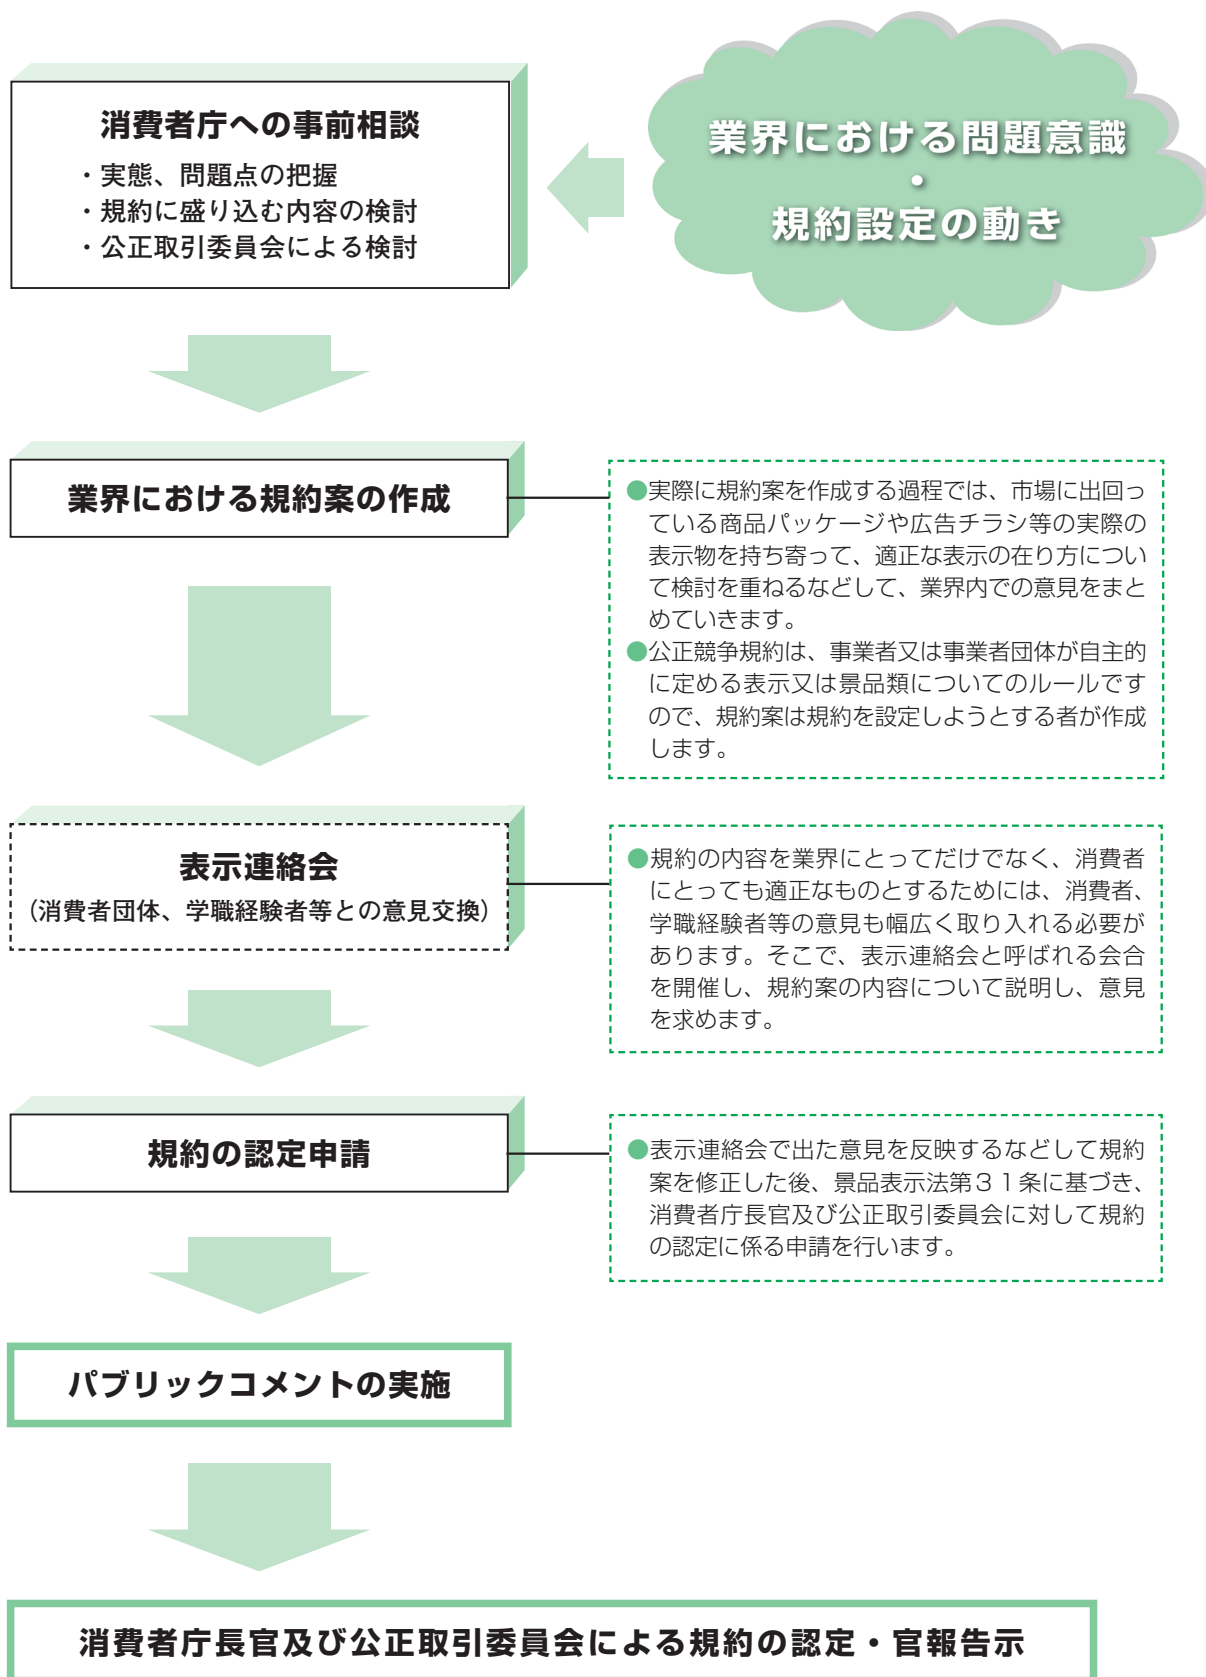 業界における問題意識
・
規約設定の動き
消費者庁への事前相談
・実態、問題点の把握
・規約に盛り込む内容の検討
・公正取引委員会による検討
業界における規約案の作成
●実際に規約案を作成する過程では、市場に出回っ
ている商品パッケージや広告チラシ等の実際の
表示物を持ち寄って、適正な表示の在り方につい
て検討を重ねるなどして、業界内での意見をまと
めていきます。
●公正競争規約は、事業者又は事業者団体が自主的
に定める表示又は景品類についてのルールです
ので、規約案は規約を設定しようとする者が作成
します。
表示連絡会
(消費者団体、学職経験者等との意見交換)
●規約の内容を業界にとってだけでなく、消費者
にとっても適正なものとするためには、消費者、
学職経験者等の意見も幅広く取り入れる必要が
あります。そこで、表示連絡会と呼ばれる会合
を開催し、規約案の内容について説明し、意見
を求めます。
規約の認定申請
●表示連絡会で出た意見を反映するなどして規約
案を修正した後、景品表示法第31条に基づき、
消費者庁長官及び公正取引委員会に対して規約
の認定に係る申請を行います。
パブリックコメントの実施
消費者庁長官及び公正取引委員会による規約の認定・官報告示